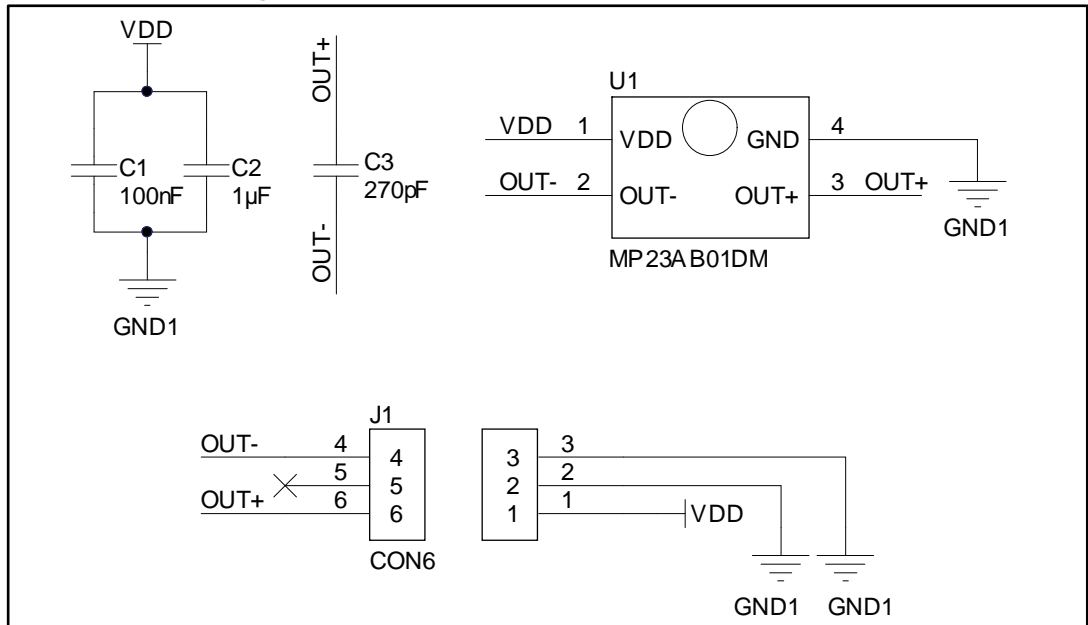 VDD
C1
100nF
C2
1µF
GND1
OUT+
C3
270pF
OUT-
U1
VDD 1 VDD GND 4
OUT- 2 OUT- OUT+ 3 OUT+
GND1
MP23AB01DM
J1
OUT- 4 4 3 3
5 5 2 2
OUT+ 6 6 1 1 VDD
CON6
GND1 GND1